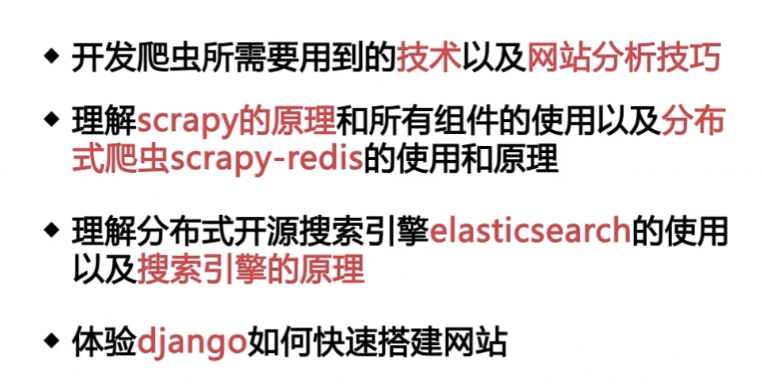 ◆ 开发爬虫所需要用到的技术以及网站分析技巧
◆ 理解scrapy的原理和所有组件的使用以及分布
式爬虫scrapy-redis的使用和原理
◆ 理解分布式开源搜索引擎elasticsearch的使用
以及搜索引擎的原理
◆ 体验django如何快速搭建网站